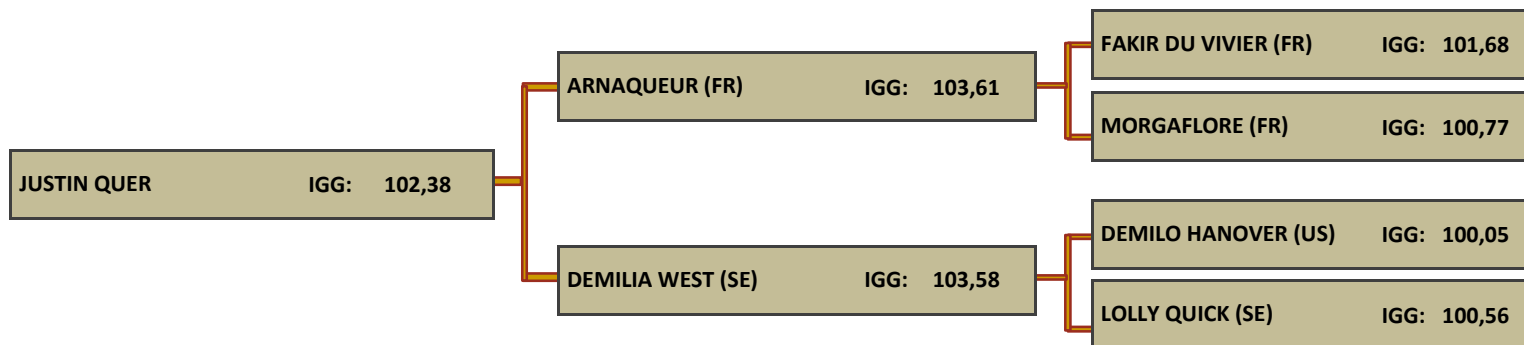 FAKIR DU VIVIER (FR) IGG: 101,68
ARNAQUEUR (FR) IGG: 103,61
MORGAFLORE (FR) IGG: 100,77
JUSTIN QUER IGG: 102,38
DEMILO HANOVER (US) IGG: 100,05
DEMILIA WEST (SE) IGG: 103,58
LOLLY QUICK (SE) IGG: 100,56